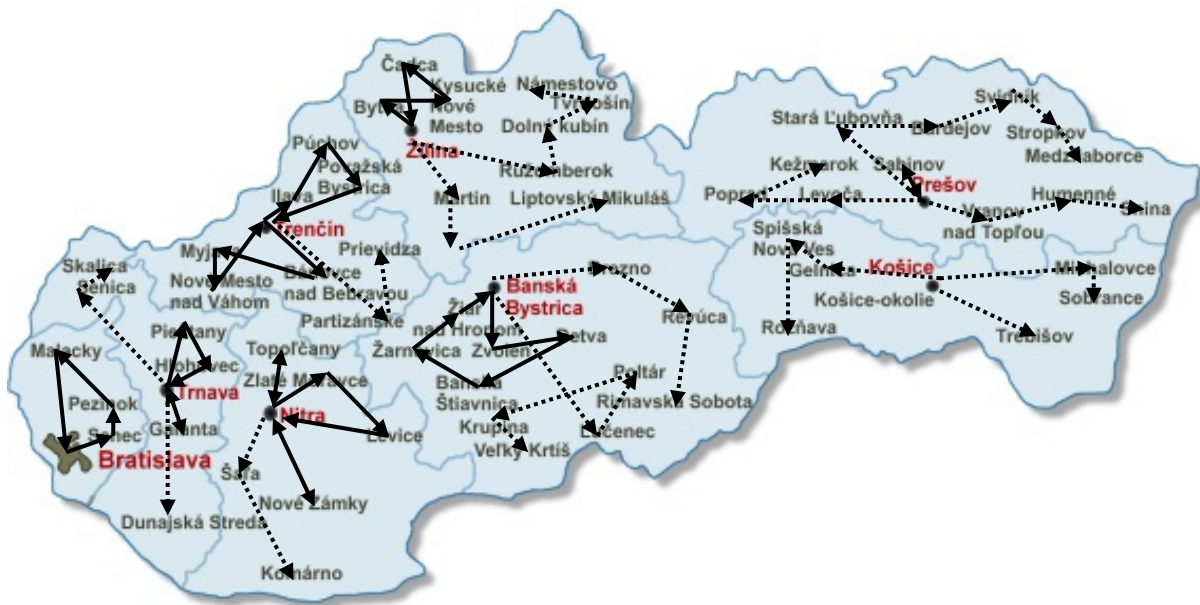 Čadca
Kysucké
Nové
Mesto
Bytča
Žilina
Námestovo
Tvrdošín
Dolný kubín
Ružomberok
Martin
Liptovský Mikuláš
Púchov
Považská
Bystrica
Ilava
Trenčín
Myjava
Nové Mesto
nad Váhom
Bánovce
nad Bebravou
Prievidza
Partizánske
Skalica
Senica
Piešťany
Hlohovec
Trnava
Galanta
Dunajská Streda
Malacky
Pezinok
Senec
Bratislava
Topoľčany
Zlaté Moravce
Nitra
Levice
Šaľa
Nové Zámky
Komárno
Banská
Bystrica
Brezno
Žiar
nad Hronom
Žarnovica
Zvolen
Detva
Banská
Štiavnica
Krupina
Veľký Krtíš
Lučenec
Poltár
Revúca
Rimavská Sobota
Stará Ľubovňa
Bardejov
Svidník
Stropkov
Medzilaborce
Kežmarok
Sabinov
Prešov
Poprad
Levoča
Humenné
Snina
Vranov
nad Topľou
Spišská
Nová Ves
Gelnica
Košice
Košice-okolie
Michalovce
Sobrance
Rožňava
Trebišov